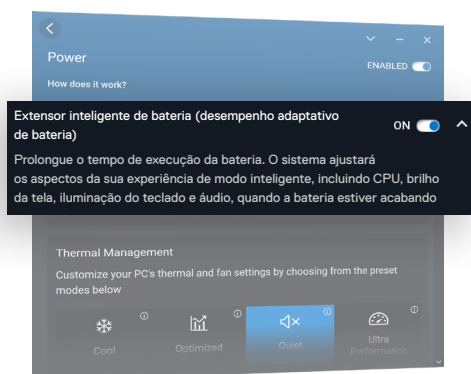 Power
ENABLED
How does it work?
Extensor inteligente de bateria (desempenho adaptativo
de bateria)
ON
Prolongue o tempo de execução da bateria. O sistema ajustará
os aspectos da sua experiência de modo inteligente, incluindo CPU, brilho
da tela, iluminação do teclado e áudio, quando a bateria estiver acabando
Thermal Management
Customize your PC's thermal and fan settings by choosing from the preset
modes below
Cool
Optimized
Quiet
Ultra
Performance